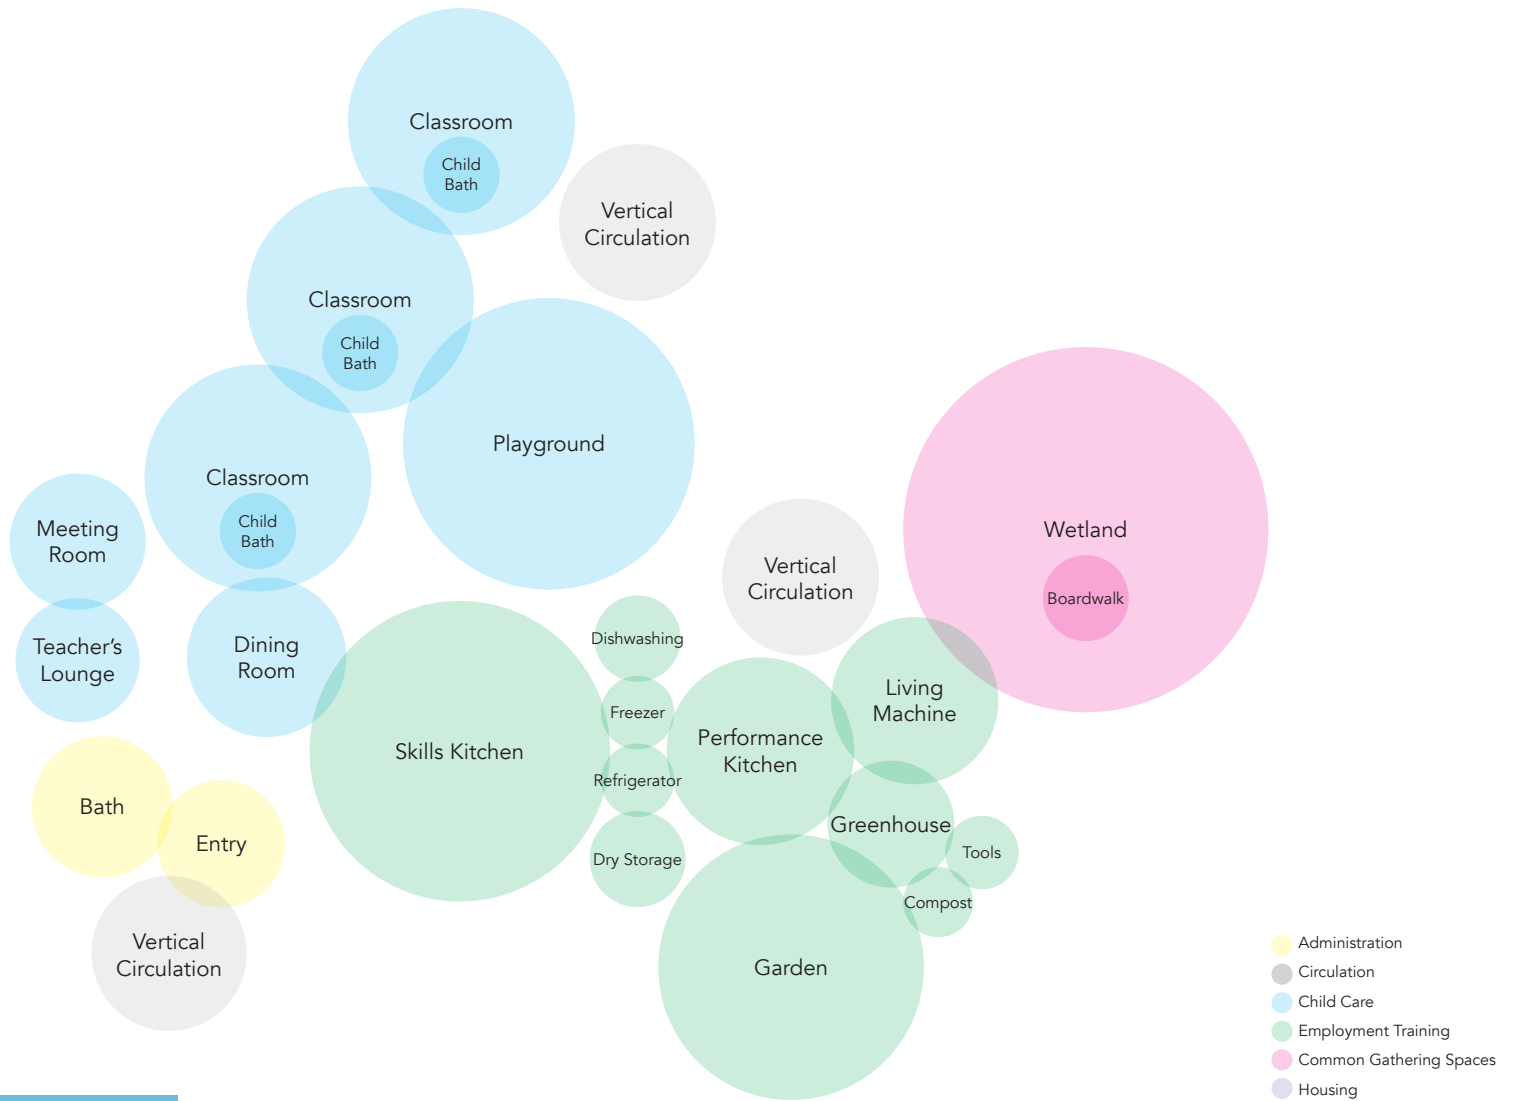 Classroom
Child
Bath
Vertical
Circulation
Classroom
Child
Bath
Playground
Classroom
Child
Bath
Meeting
Room
Teacher's
Lounge
Dining
Room
Wetland
Boardwalk
Vertical
Circulation
Dishwashing
Freezer
Refrigerator
Dry Storage
Skills Kitchen
Performance
Kitchen
Living
Machine
Greenhouse
Tools
Compost
Garden
Bath
Entry
Vertical
Circulation
Administration
Circulation
Child Care
Employment Training
Common Gathering Spaces
Housing